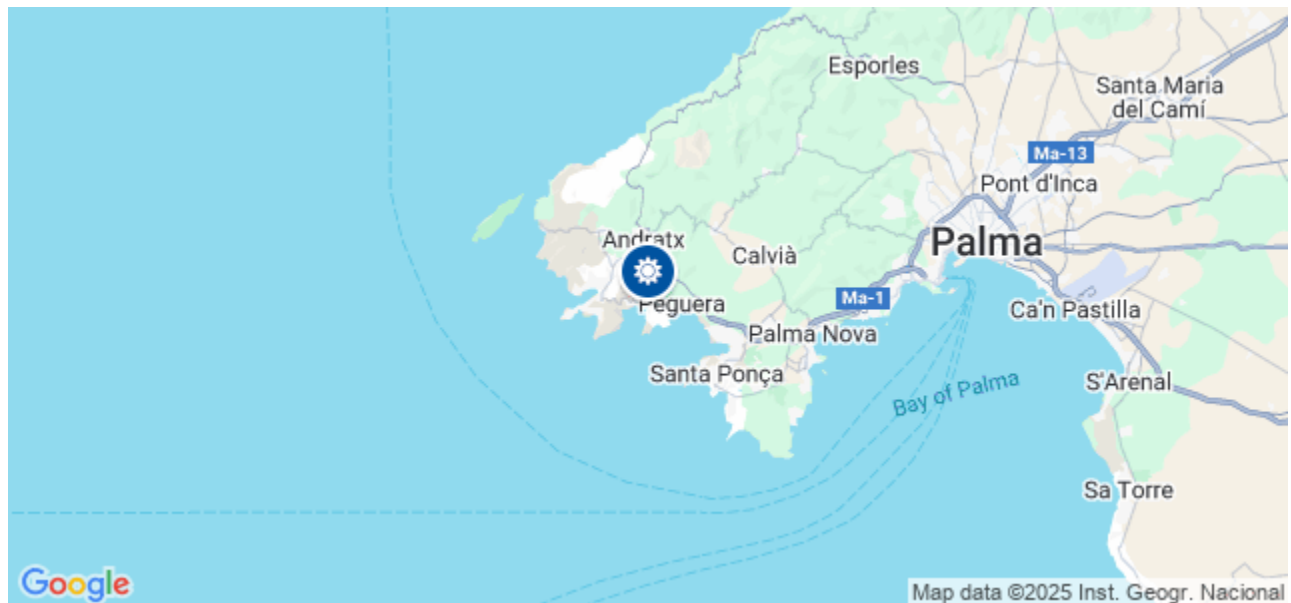 Esporles
Santa Maria
del Camí
Ma-13
Pont d'Inca
Andratx
Calvià
Palma
Peguera
Ma-1
Ca'n Pastilla
Palma Nova
Santa Ponça
S'Arenal
Bay of Palma
Sa Torre
Google
Map data ©2025 Inst. Geogr. Nacional